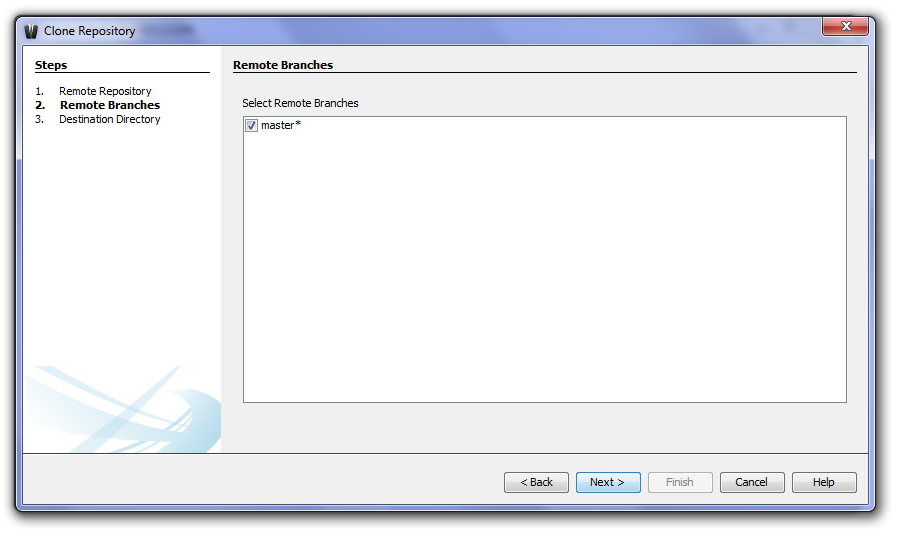 Clone Repository
Steps
1. Remote Repository
2. Remote Branches
3. Destination Directory
Remote Branches
Select Remote Branches
master*
< Back
Next >
Finish
Cancel
Help